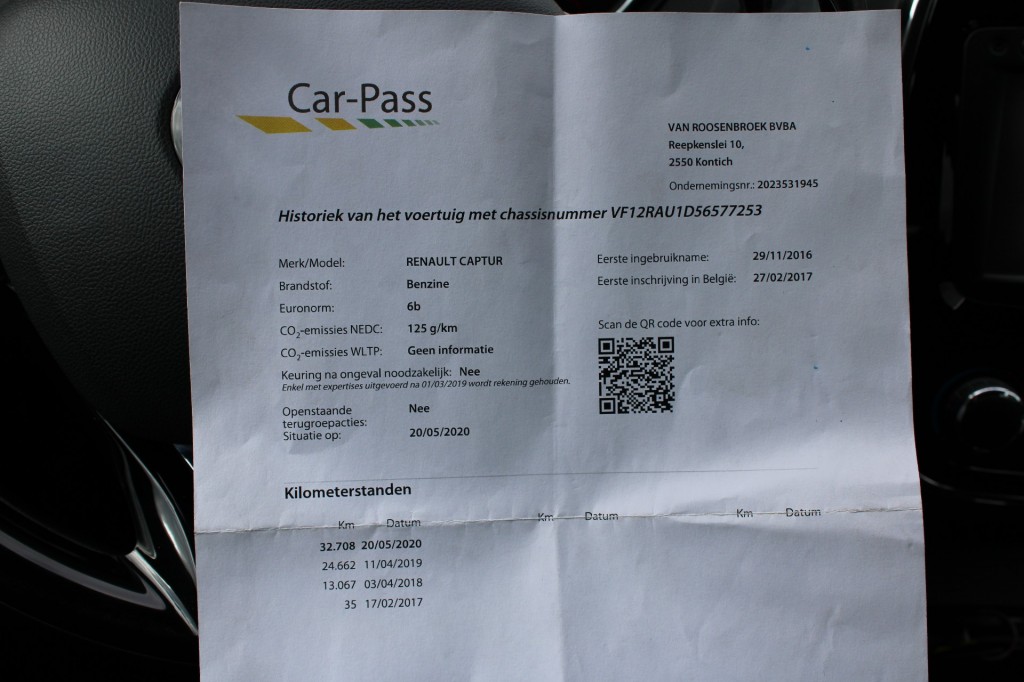 Car-Pass
VAN ROOSENBROEK BVBA
Reepkenslei 10,
2550 Kontich
Ondernemingsnr.: 2023531945
Historiek van het voertuig met chassisnummer VF12RAU1D56577253
Merk/Model: RENAULT CAPTUR
Brandstof: Benzine
Euronorm: 6b
CO₂-emissies NEDC: 125 g/km
CO₂-emissies WLTP: Geen informatie
Keuring na ongeval noodzakelijk: Nee
Enkel met expertises uitgevoerd na 01/03/2019 wordt rekening gehouden.
Openstaande terugroepacties: Nee
Situatie op: 20/05/2020
Eerste ingebruikname: 29/11/2016
Eerste inschrijving in België: 27/02/2017
Scan de QR code voor extra info:
Kilometerstanden
Km Datum Km Datum Km Datum
32.708 20/05/2020
24.662 11/04/2019
13.067 03/04/2018
35 17/02/2017